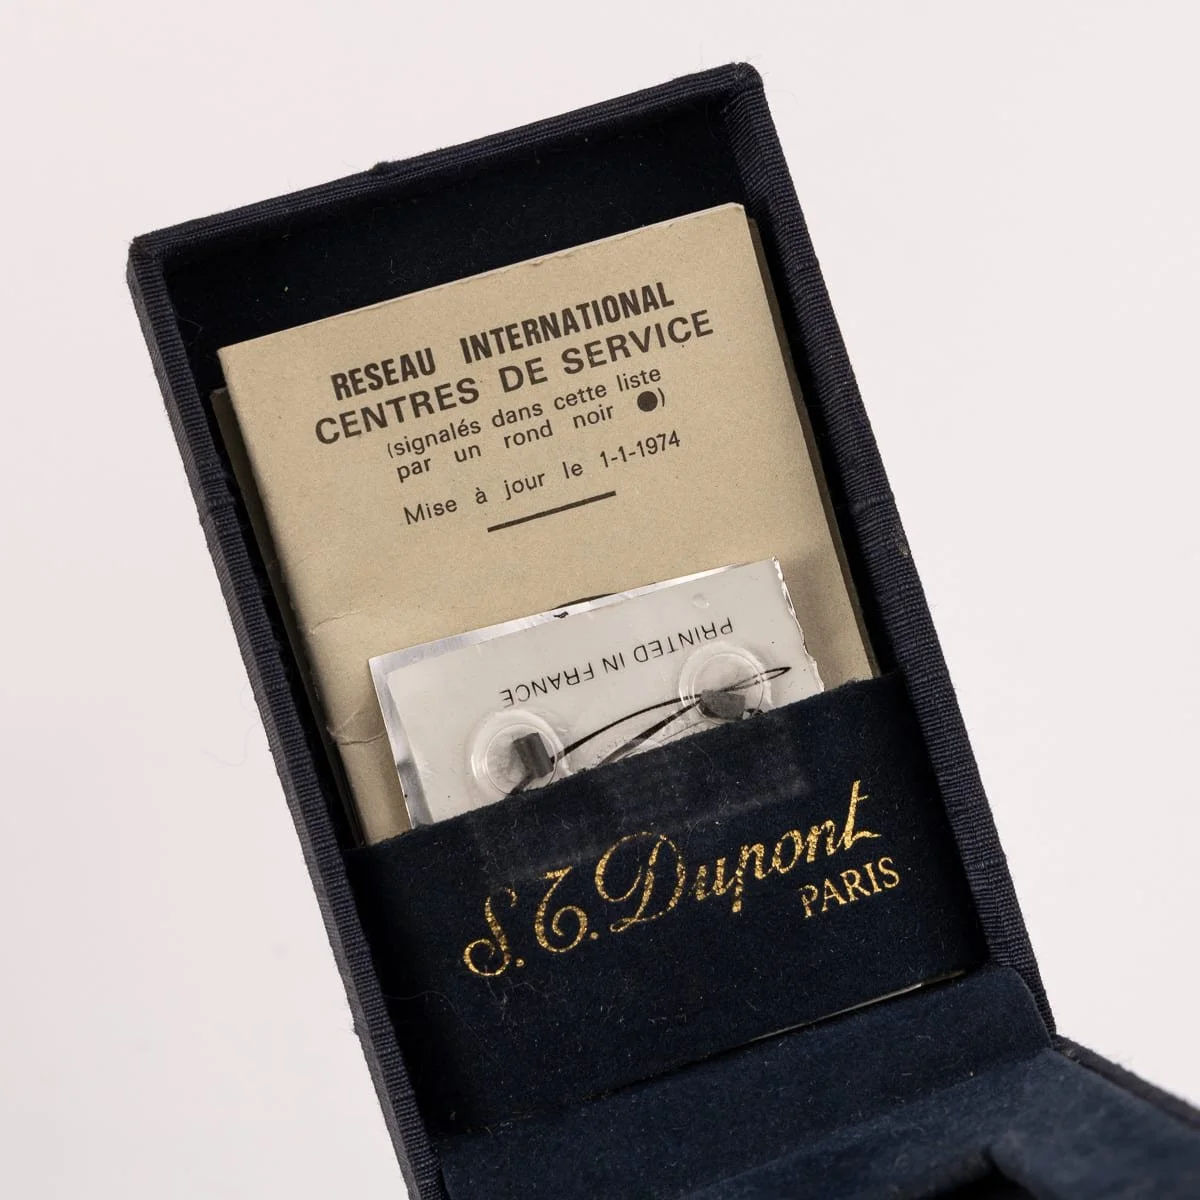 RESEAU INTERNATIONAL
CENTRES DE SERVICE
(signalés dans cette liste
par un rond noir ●)
Mise à jour le 1-1-1974
PRINTED IN FRANCE
S.T. Dupont
PARIS